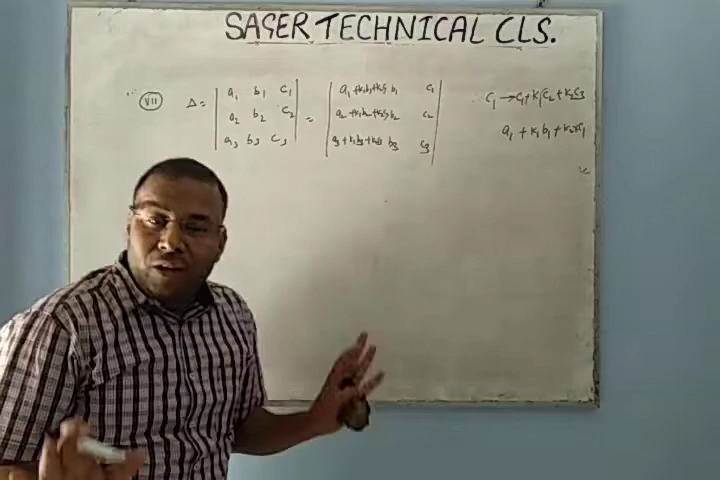 SAGER TECHNICAL CLS.
∵ VII Δ = | a₁ b₁ c₁ | = | a₁+k₁b₁+k₂c₁ b₁ c₁ | C₁ → C₁+K₁C₂+K₂C₃
| a₂ b₂ c₂ | | a₂+k₁b₂+k₂c₂ b₂ c₂ | a₁ + k₁b₁ + k₂c₁
| a₃ b₃ c₃ | | a₃+k₁b₃+k₂c₃ b₃ c₃ |